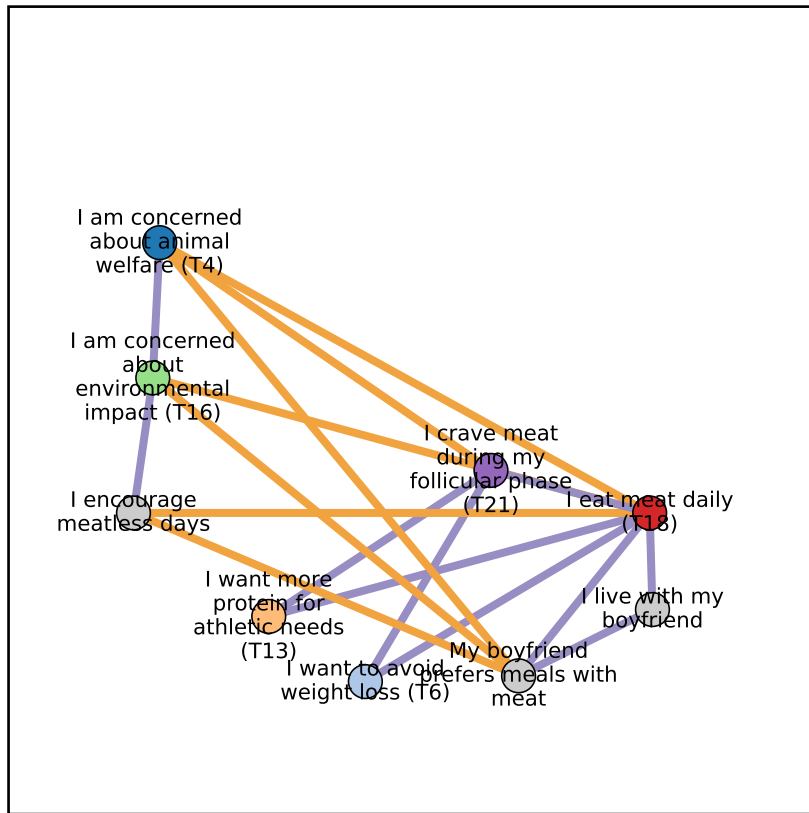 I am concerned
about animal
welfare (T4)
I am concerned
about
environmental
impact (T16)
I crave meat
during my
follicular phase
(T21)
I eat meat daily
(T18)
I encourage
meatless days
I want more
protein for
athletic needs
(T13)
I live with my
boyfriend
I want to avoid
weight loss (T6)
My boyfriend
prefers meals with
meat